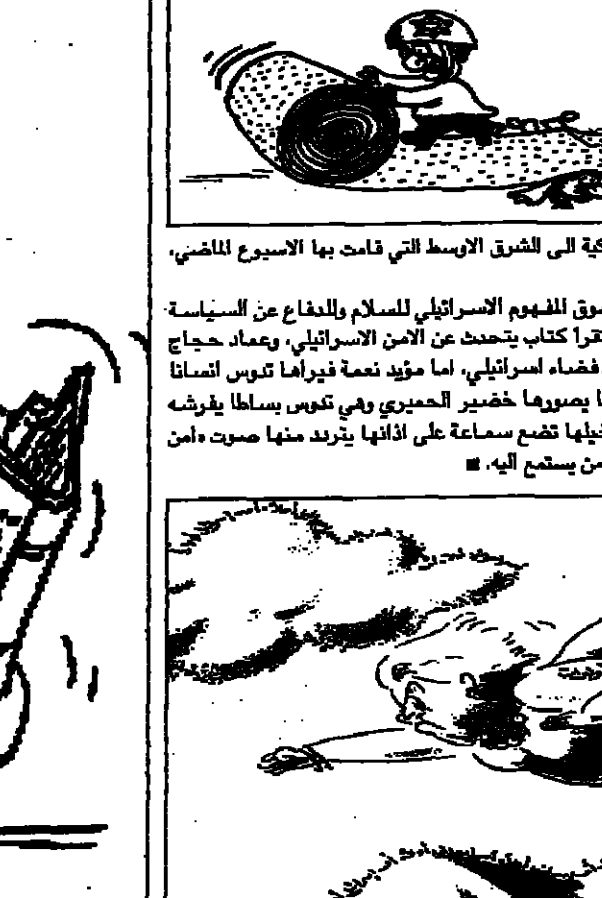 كية الى الشرق الاوسط التي قامت بها الاسبوع الماضي،
سوق المفهوم الاسرائيلي للسلام وللدفاع عن السياسة
تقرأ كتاب يتحدث عن الامن الاسرائيلي، وعماد حجاج
فضاء اسرائيلي، اما مؤيد نعمة فيراها تدوس انسانا
ا يصورها خضير الحميري وهي تدوس بساطا يفرشه
خيلها تضع سماعة على اذانها يتردد منها صوت «امن
من يستمع اليه. ■